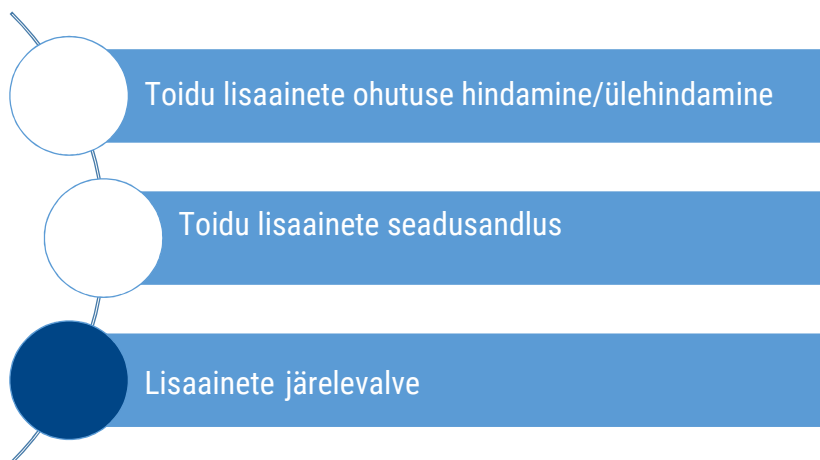 Toidu lisaainete ohutuse hindamine/ülehindamine
Toidu lisaainete seadusandlus
Lisaainete järelevalve